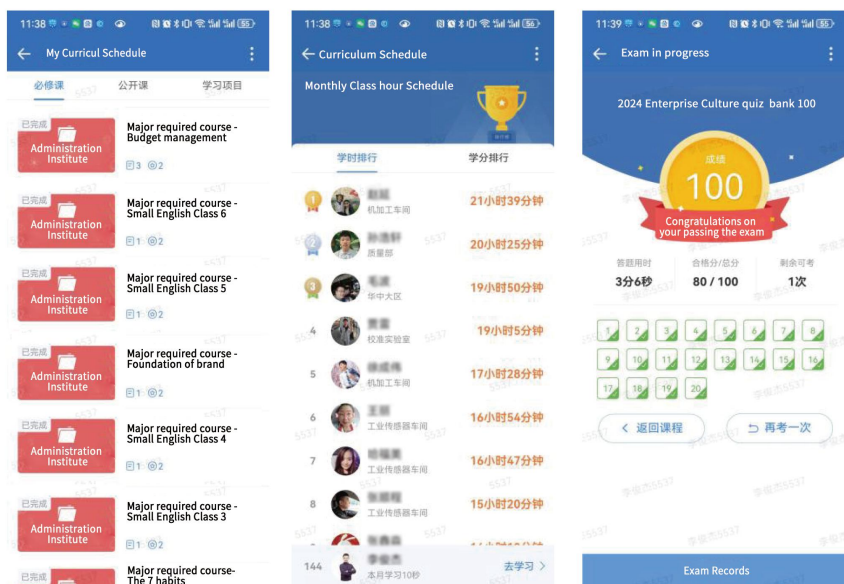 11:38
55
My Curricul Schedule
必修课
公开课
学习项目
已完成
Administration
Institute
Major required course -
Budget management
3
2
已完成
Administration
Institute
Major required course -
Small English Class 6
1
2
已完成
Administration
Institute
Major required course -
Small English Class 5
1
2
已完成
Administration
Institute
Major required course -
Foundation of brand
1
2
已完成
Administration
Institute
Major required course -
Small English Class 4
1
2
已完成
Administration
Institute
Major required course -
Small English Class 3
1
2
已完成
Major required course-
The 7 habits
11:38
55
Curriculum Schedule
Monthly Class hour Schedule
学时排行
学分排行
1
机加工车间
21小时39分钟
2
质量部
20小时25分钟
3
华中大区
19小时50分钟
4
校准实验室
19小时5分钟
5
机加工车间
17小时28分钟
6
工业传感器车间
16小时54分钟
7
工业传感器车间
16小时47分钟
8
工业传感器车间
15小时20分钟
144
本月学习10秒
去学习
11:39
55
Exam in progress
2024 Enterprise Culture quiz bank 100
成绩
100
Congratulations on
your passing the exam
答题用时
合格分/总分
剩余可考
3分6秒
80 / 100
1次
1 2 3 4 5 6 7 8
9 10 11 12 13 14 15 16
17 18 19 20
返回课程
再考一次
Exam Records